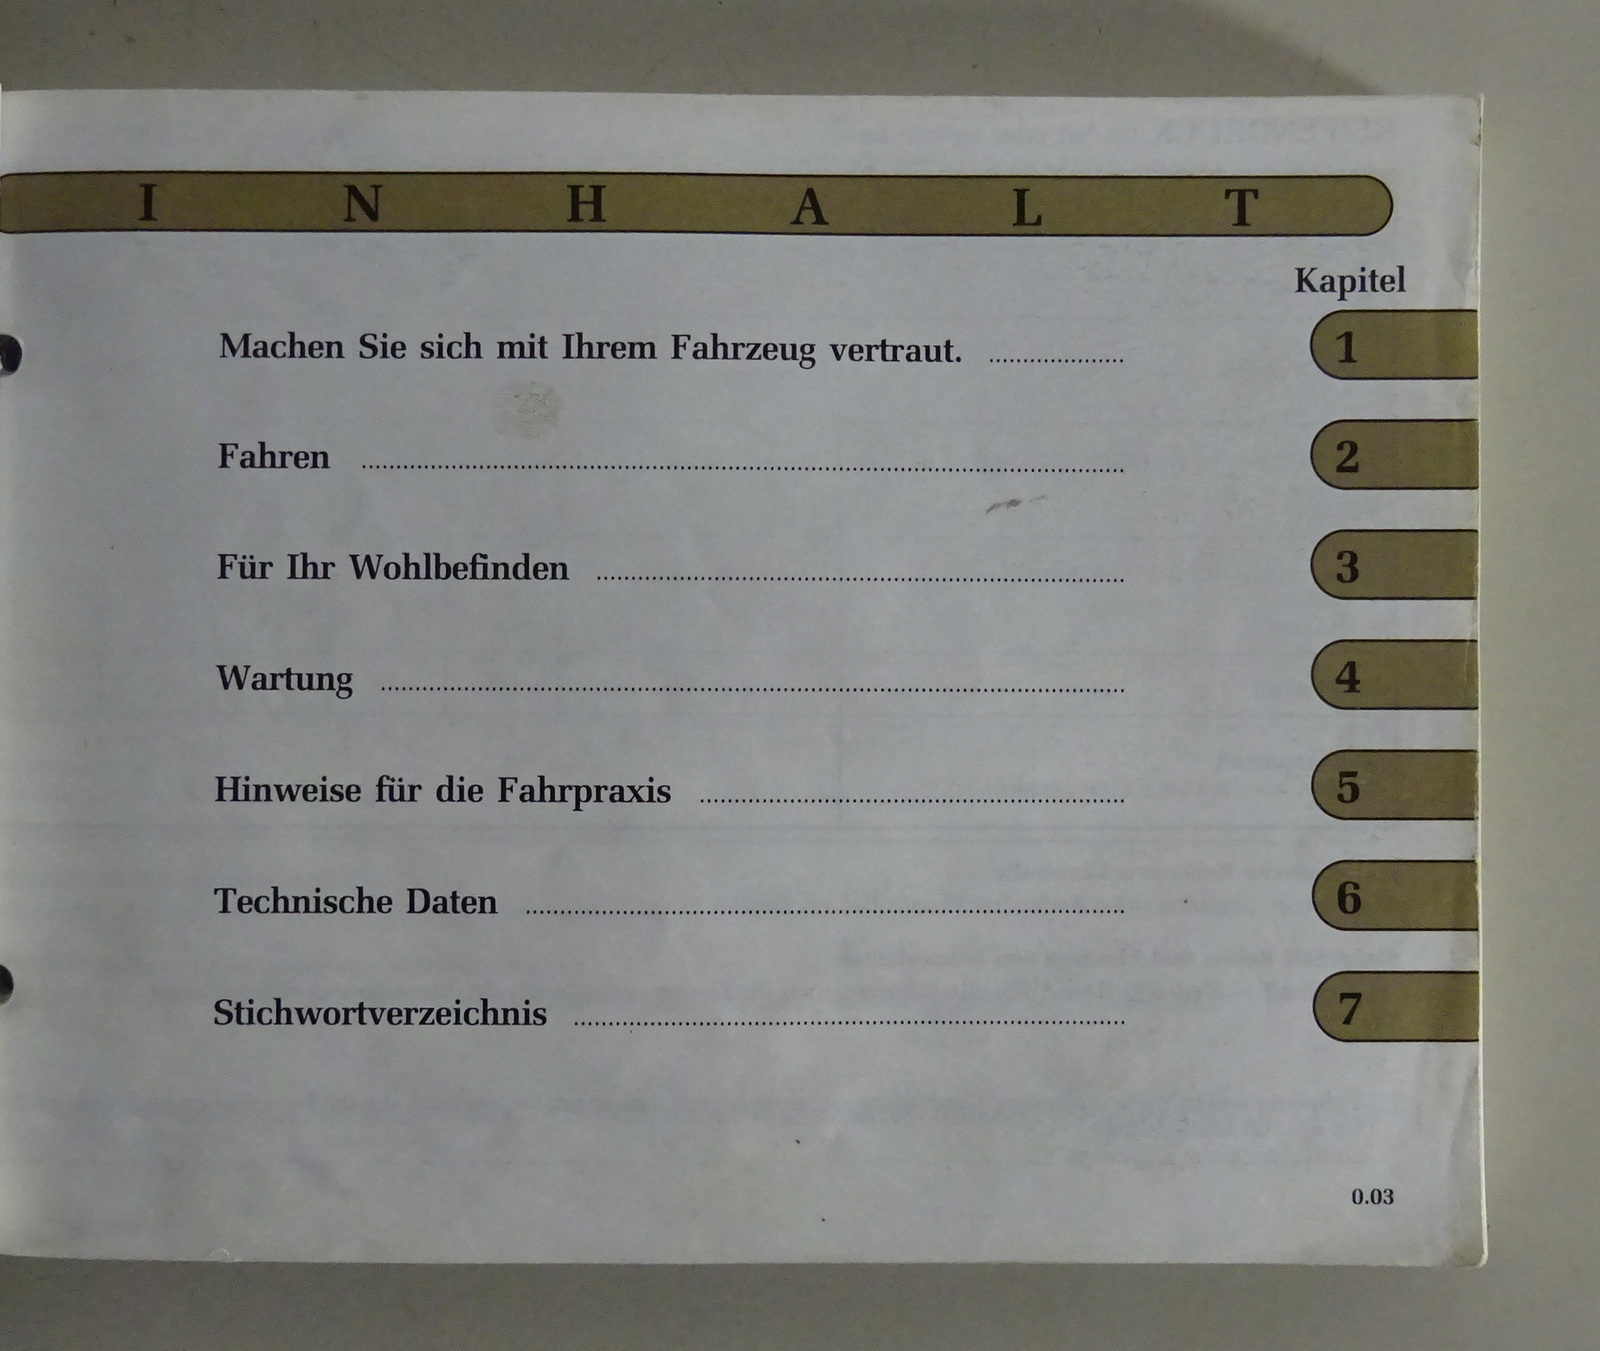 INHALT
Kapitel
Machen Sie sich mit Ihrem Fahrzeug vertraut. .................... 1
Fahren .................... 2
Für Ihr Wohlbefinden .................... 3
Wartung .................... 4
Hinweise für die Fahrpraxis .................... 5
Technische Daten .................... 6
Stichwortverzeichnis .................... 7
0.03